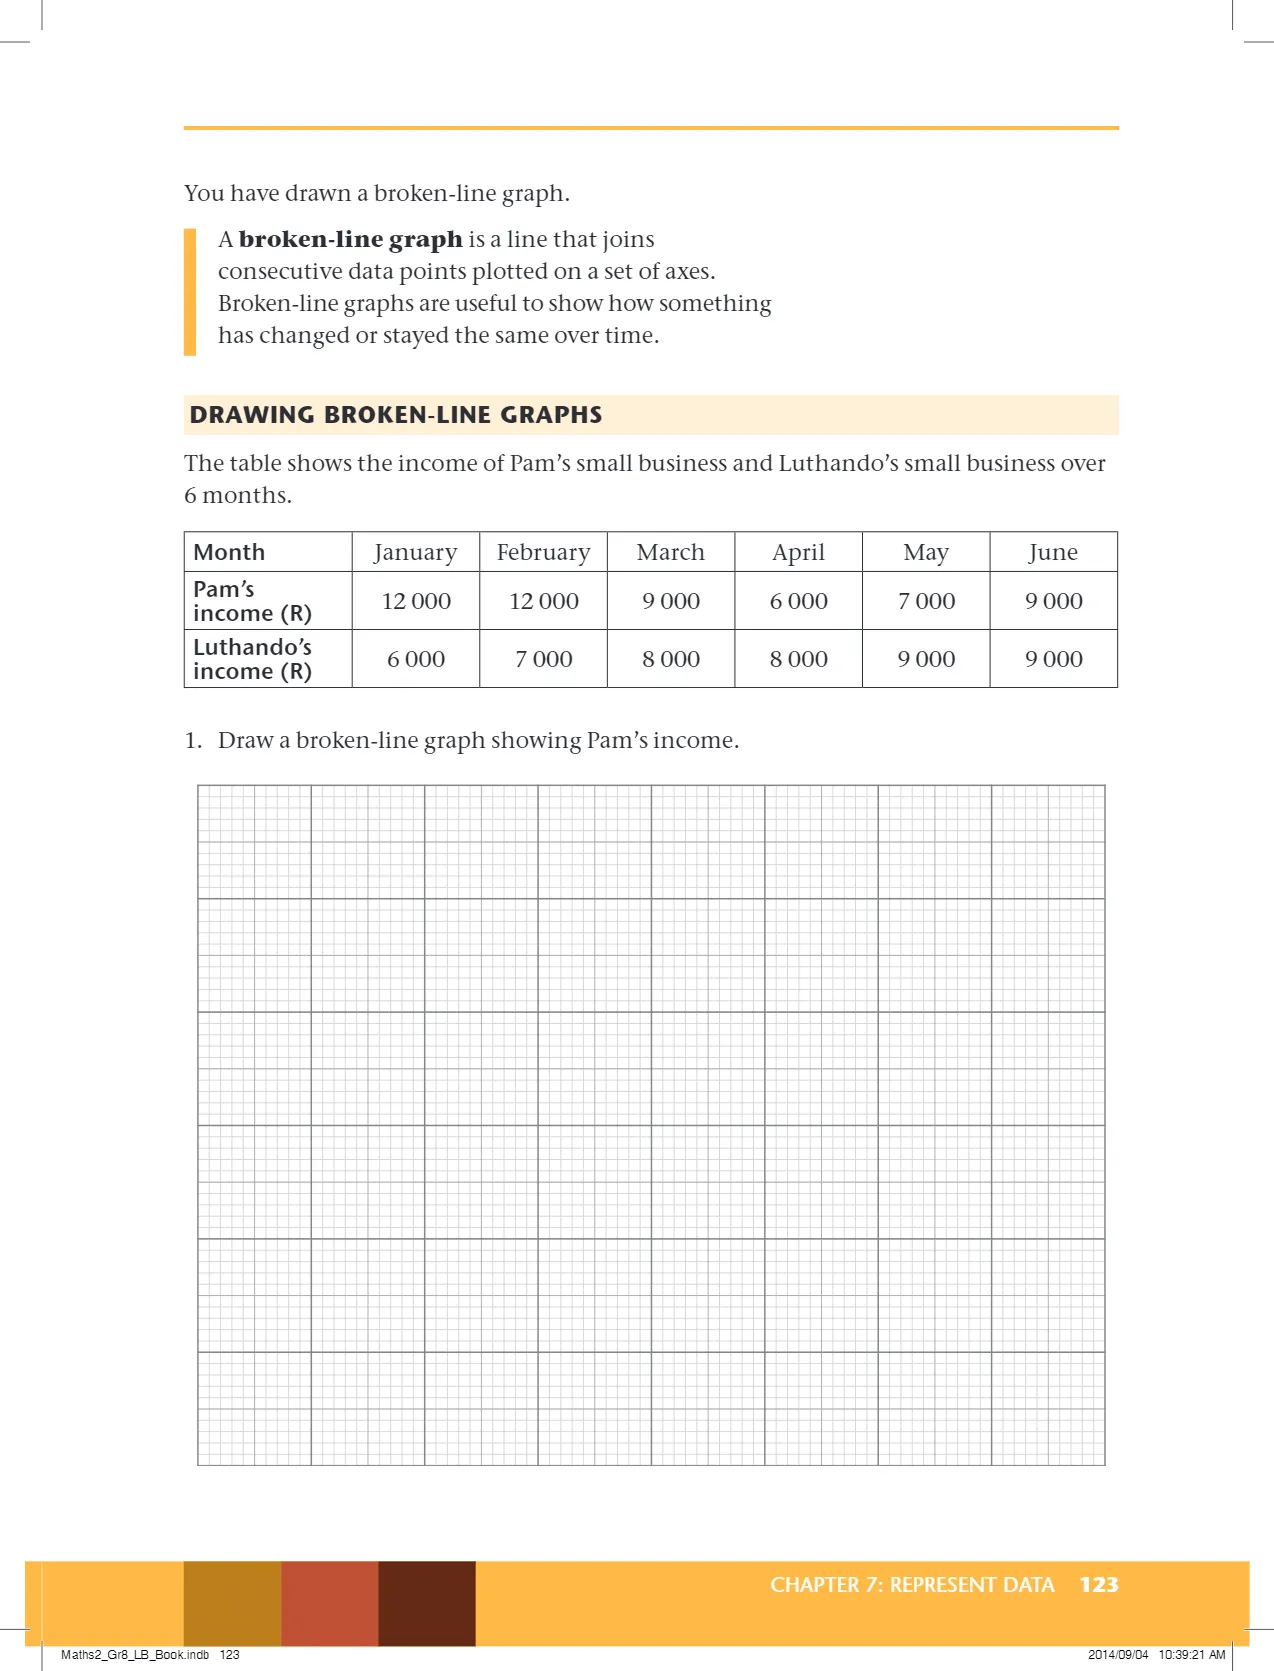 You have drawn a broken-line graph.
A broken-line graph is a line that joins
consecutive data points plotted on a set of axes.
Broken-line graphs are useful to show how something
has changed or stayed the same over time.
DRAWING BROKEN-LINE GRAPHS
The table shows the income of Pam’s small business and Luthando’s small business over
6 months.
Month January February March April May June
Pam’s
income (R) 12 000 12 000 9 000 6 000 7 000 9 000
Luthando’s
income (R) 6 000 7 000 8 000 8 000 9 000 9 000
1. Draw a broken-line graph showing Pam’s income.
CHAPTER 7: REPRESENT DATA 123
Maths2_Gr8_LB_Book.indb 123 2014/09/04 10:39:21 AM